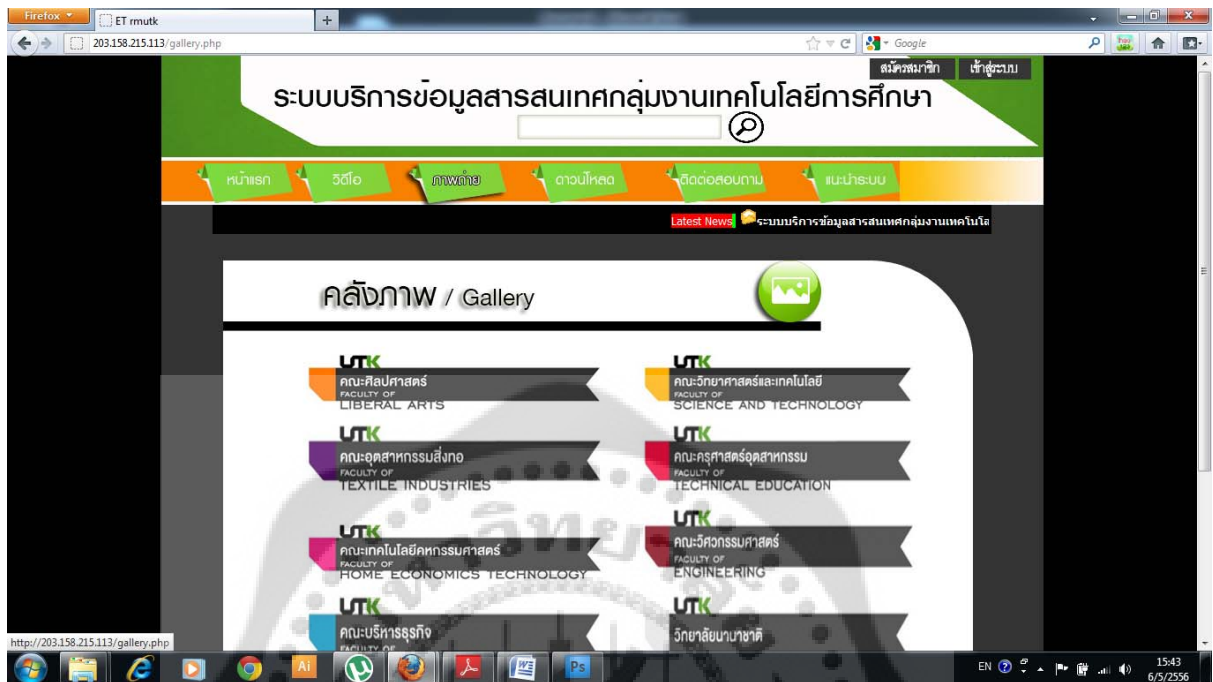 Firefox
ET rmutk
203.158.215.113/gallery.php
Google
สมัครสมาชิก เข้าสู่ระบบ
ระบบบริการข้อมูลสารสนเทศกลุ่มงานเทคโนโลยีการศึกษา
หน้าแรก วิดีโอ ภาพถ่าย ดาวน์โหลด ติดต่อสอบถาม แนะนำระบบ
Latest News ระบบบริการข้อมูลสารสนเทศกลุ่มงานเทคโนโล
คลังภาพ / Gallery
UTK
คณะศิลปศาสตร์
FACULTY OF
LIBERAL ARTS
UTK
คณะวิทยาศาสตร์และเทคโนโลยี
FACULTY OF
SCIENCE AND TECHNOLOGY
UTK
คณะอุตสาหกรรมสิ่งทอ
FACULTY OF
TEXTILE INDUSTRIES
UTK
คณะครุศาสตร์อุตสาหกรรม
FACULTY OF
TECHNICAL EDUCATION
UTK
คณะเทคโนโลยีคหกรรมศาสตร์
FACULTY OF
HOME ECONOMICS TECHNOLOGY
UTK
คณะวิศวกรรมศาสตร์
FACULTY OF
ENGINEERING
UTK
คณะบริหารธุรกิจ
FACULTY OF
UTK
วิทยาลัยนานาชาติ
http://203.158.215.113/gallery.php
Ai
Ps
EN
15:43
6/5/2556